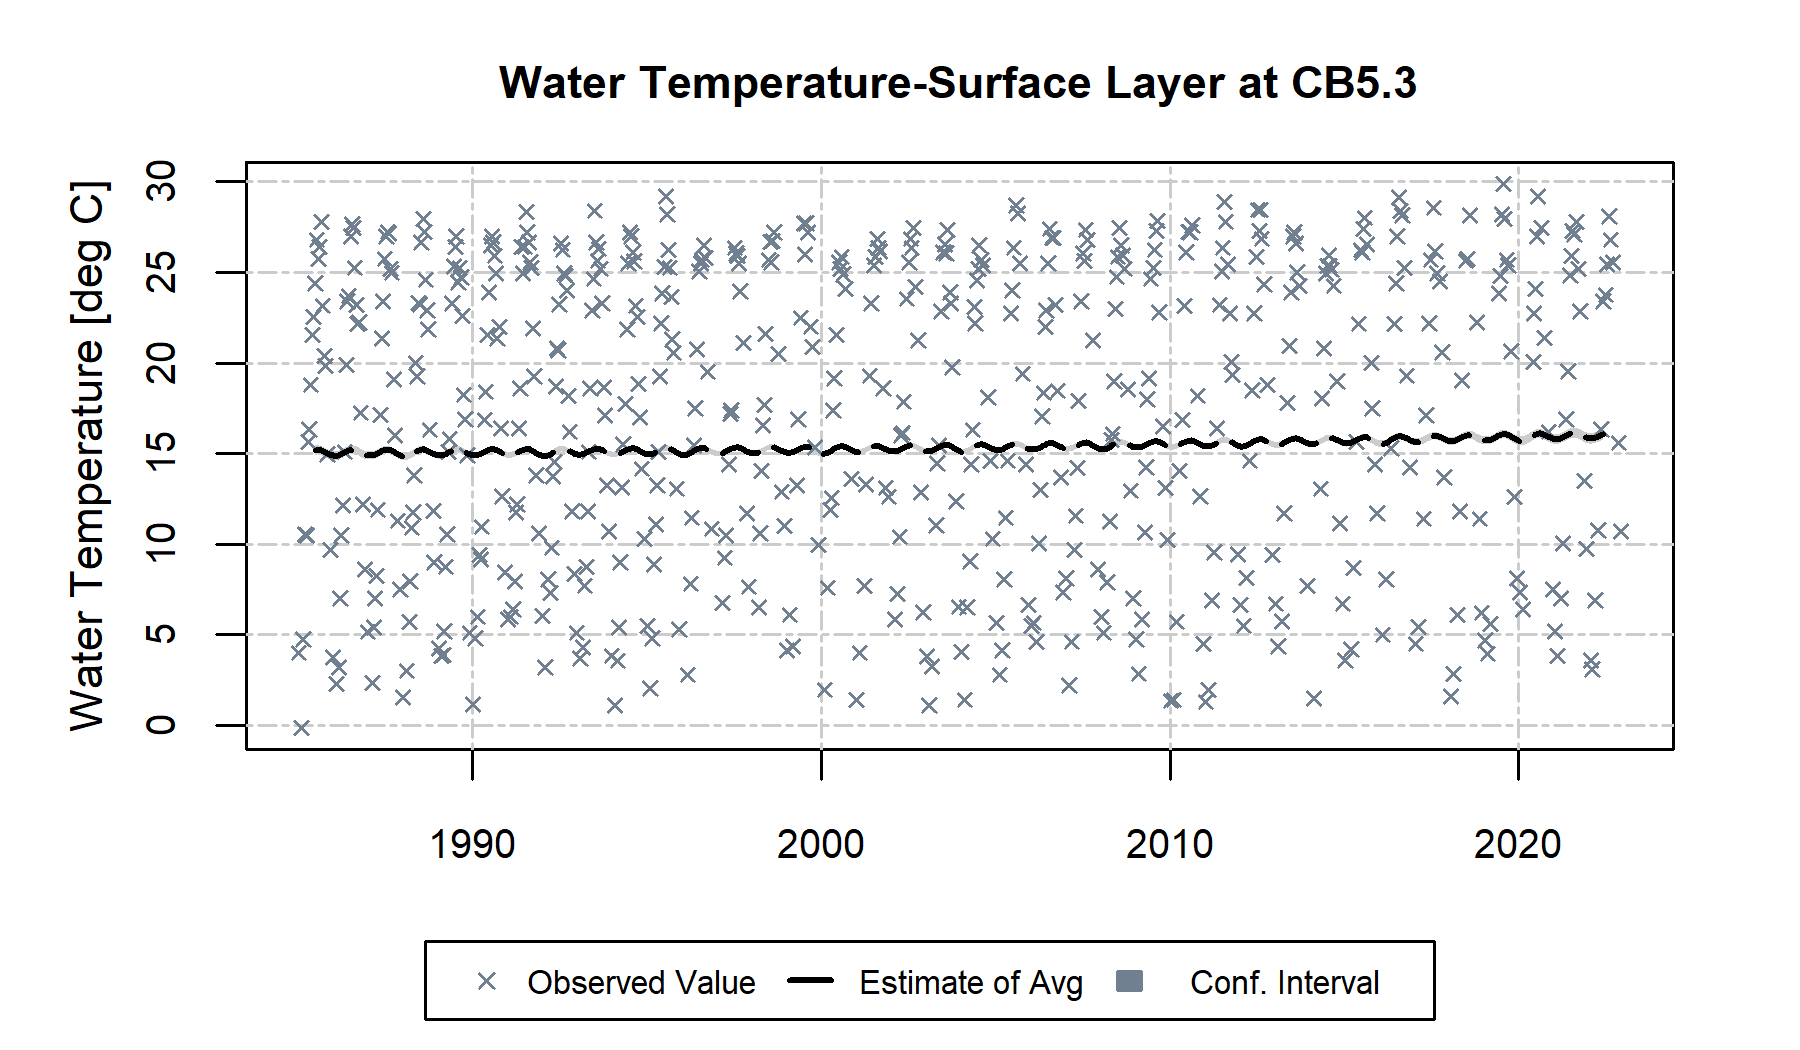 Water Temperature-Surface Layer at CB5.3
Water Temperature [deg C]
30
25
20
15
10
5
0
1990 2000 2010 2020
Observed Value Estimate of Avg Conf. Interval